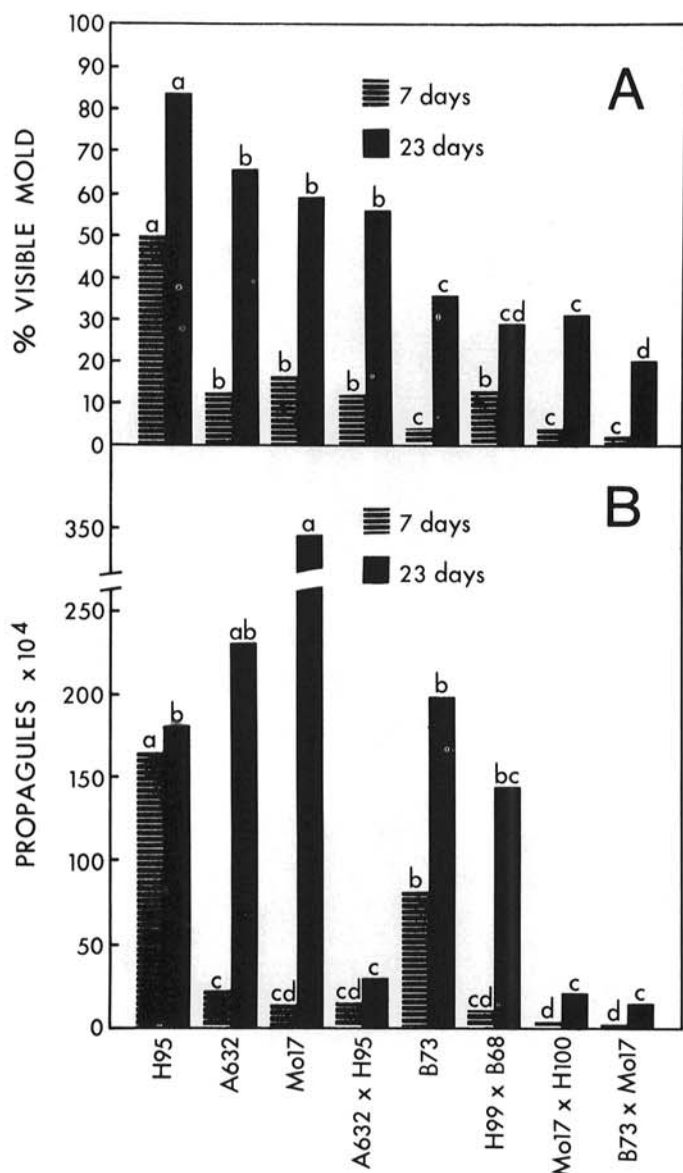 100
90
80
70
60
50
40
30
20
10
0
% VISIBLE MOLD
A
7 days
23 days
a a
b b
b b
b b
c c
b cd
c c
c d
350
250
200
150
100
50
0
PROPAGULES x10⁴
B
7 days
23 days
a b
c ab
cd a
cd c
b b
cd bc
d c
d c
H95
A632
Mo17
A632 x H95
B73
H99 x B68
Mo17 x H100
B73 x Mo17